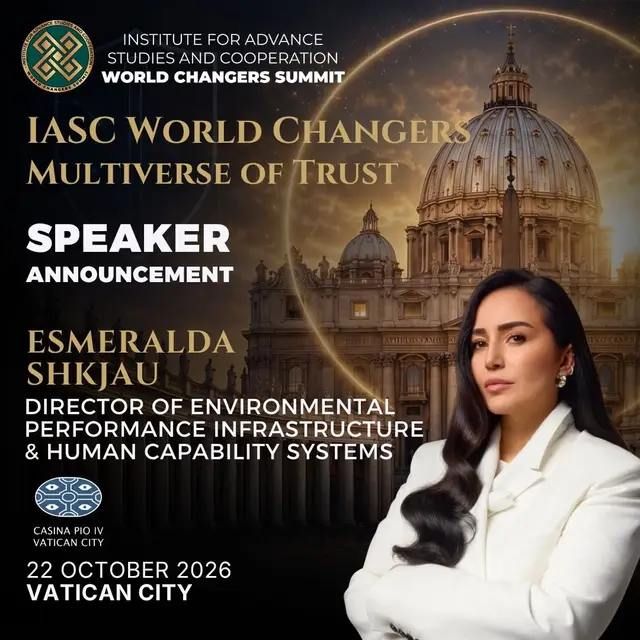 INSTITUTE FOR ADVANCE
STUDIES AND COOPERATION
WORLD CHANGERS SUMMIT
IASC WORLD CHANGERS
MULTIVERSE OF TRUST
SPEAKER
ANNOUNCEMENT
ESMERALDA
SHKJAU
DIRECTOR OF ENVIRONMENTAL
PERFORMANCE INFRASTRUCTURE
& HUMAN CAPABILITY SYSTEMS
CASINA PIO IV
VATICAN CITY
22 OCTOBER 2026
VATICAN CITY